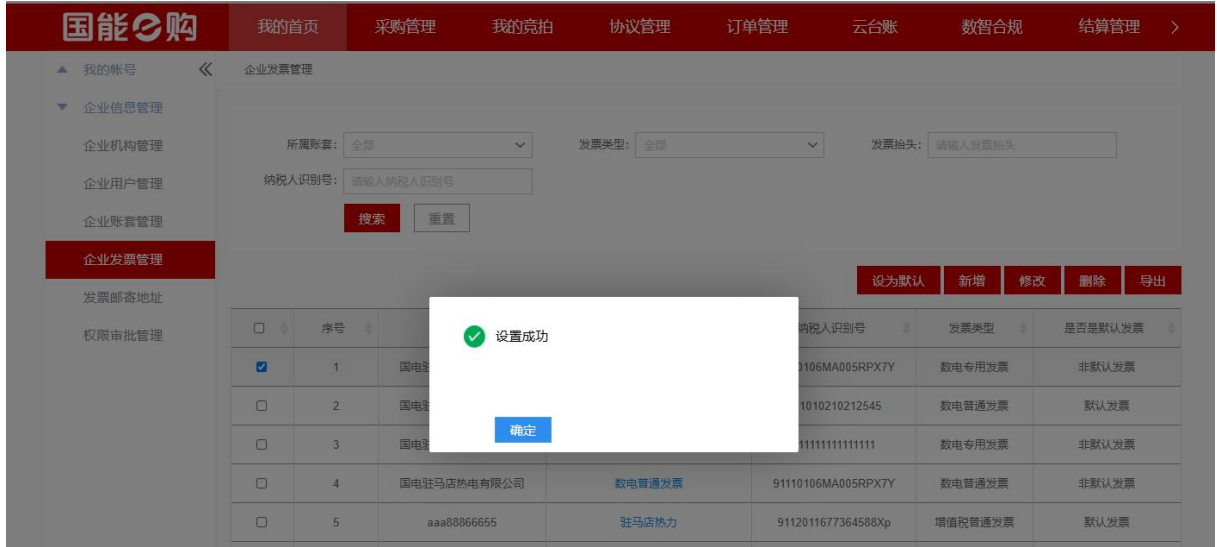 国能e购 我的首页 采购管理 我的竞拍 协议管理 订单管理 云台账 数智合规 结算管理
我的帐号 企业发票管理
企业信息管理
企业机构管理 所属账套: 全部 发票类型: 全部 发票抬头: 请输入发票抬头
企业用户管理 纳税人识别号: 请输入纳税人识别号
企业账套管理 搜索 重置
企业发票管理
设为默认 新增 修改 删除 导出
发票邮寄地址
权限审批管理 序号 纳税人识别号 发票类型 是否是默认发票
设置成功
1 国电驻 0106MA005RPX7Y 数电专用发票 非默认发票
2 国电驻 1010210212545 数电普通发票 默认发票
确定
3 国电驻 11111111111111 数电专用发票 非默认发票
4 国电驻马店热电有限公司 数电普通发票 91110106MA005RPX7Y 数电普通发票 非默认发票
5 aaa88866655 驻马店热力 9112011677364588Xp 增值税普通发票 默认发票